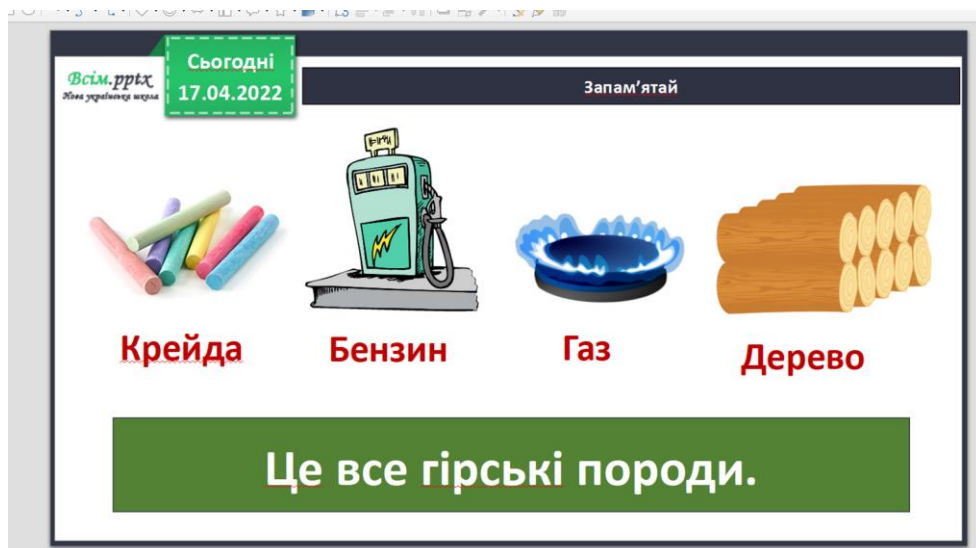 Всім.pptx
Нова українська школа
Сьогодні
17.04.2022
Запам'ятай
Крейда
Бензин
Газ
Дерево
Це все гірські породи.